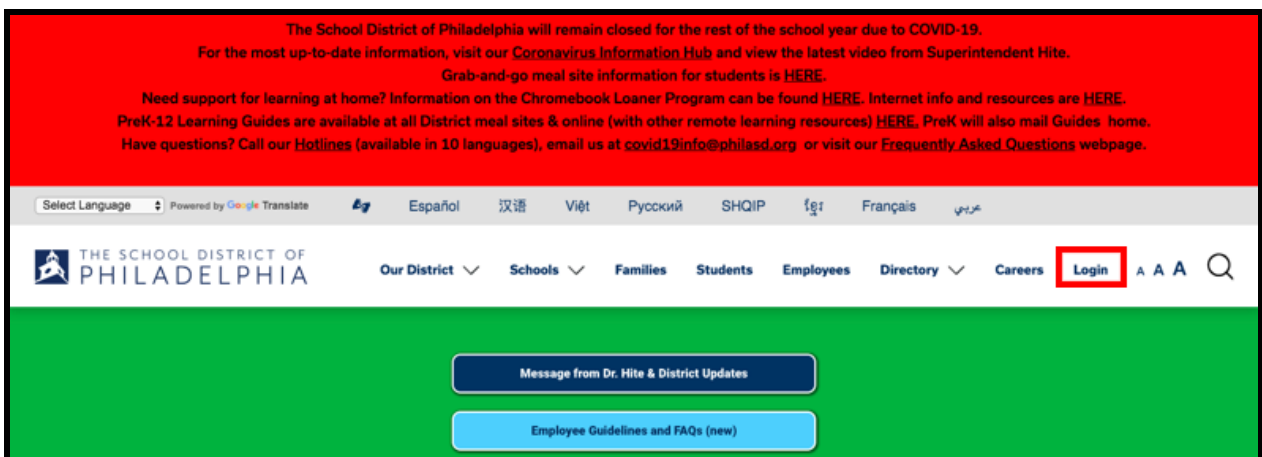 The School District of Philadelphia will remain closed for the rest of the school year due to COVID-19.
For the most up-to-date information, visit our Coronavirus Information Hub and view the latest video from Superintendent Hite.
Grab-and-go meal site information for students is HERE.
Need support for learning at home? Information on the Chromebook Loaner Program can be found HERE. Internet info and resources are HERE.
PreK-12 Learning Guides are available at all District meal sites & online (with other remote learning resources) HERE. PreK will also mail Guides home.
Have questions? Call our Hotlines (available in 10 languages), email us at covid19info@philasd.org or visit our Frequently Asked Questions webpage.
Select Language Powered by Google Translate Español 汉语 Việt Русский SHQIP ខ្មែរ Français عربي
THE SCHOOL DISTRICT OF
PHILADELPHIA
Our District Schools Families Students Employees Directory Careers Login A A A
Message from Dr. Hite & District Updates
Employee Guidelines and FAQs (new)